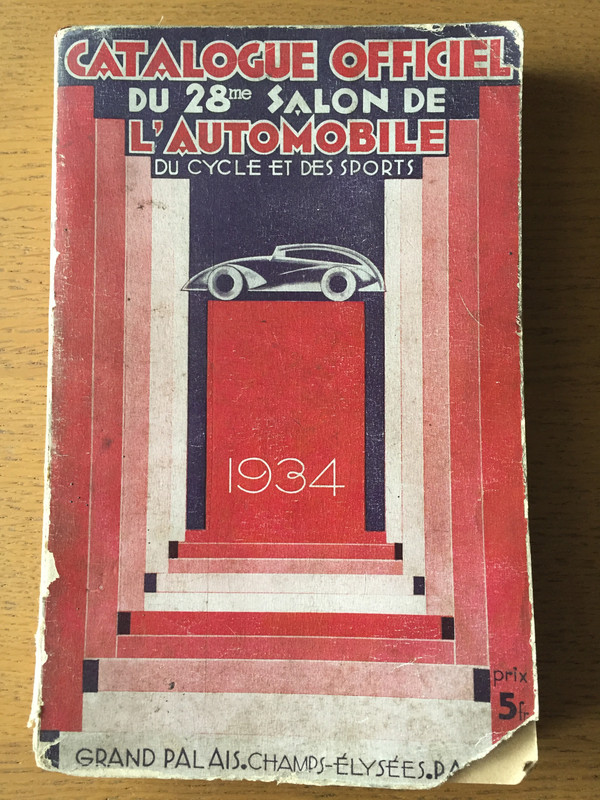 CATALOGUE OFFICIEL
DU 28me SALON DE
L'AUTOMOBILE
DU CYCLE ET DES SPORTS
1934
prix
5fr
GRAND PALAIS.CHAMPS-ÉLYSÉES.